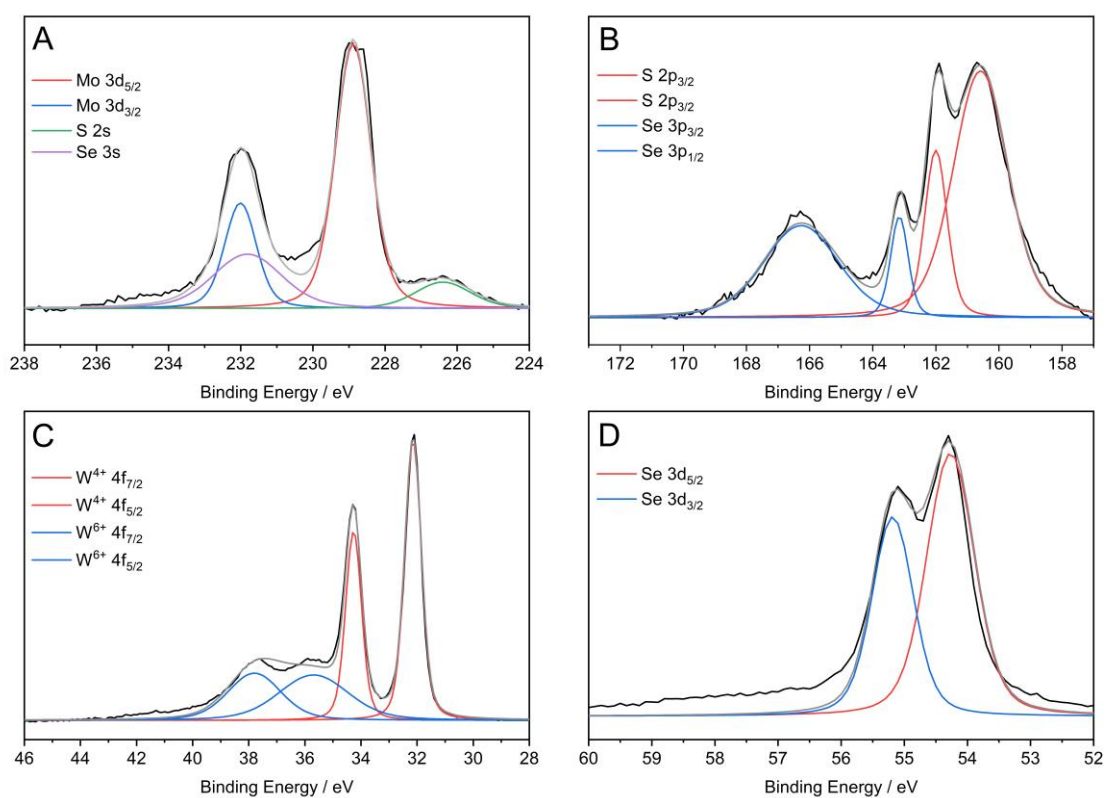 A
Mo 3d5/2
Mo 3d3/2
S 2s
Se 3s
238 236 234 232 230 228 226 224
Binding Energy / eV
B
S 2p3/2
S 2p3/2
Se 3p3/2
Se 3p1/2
172 170 168 166 164 162 160 158
Binding Energy / eV
C
W4+ 4f7/2
W4+ 4f5/2
W6+ 4f7/2
W6+ 4f5/2
46 44 42 40 38 36 34 32 30 28
Binding Energy / eV
D
Se 3d5/2
Se 3d3/2
60 59 58 57 56 55 54 53 52
Binding Energy / eV